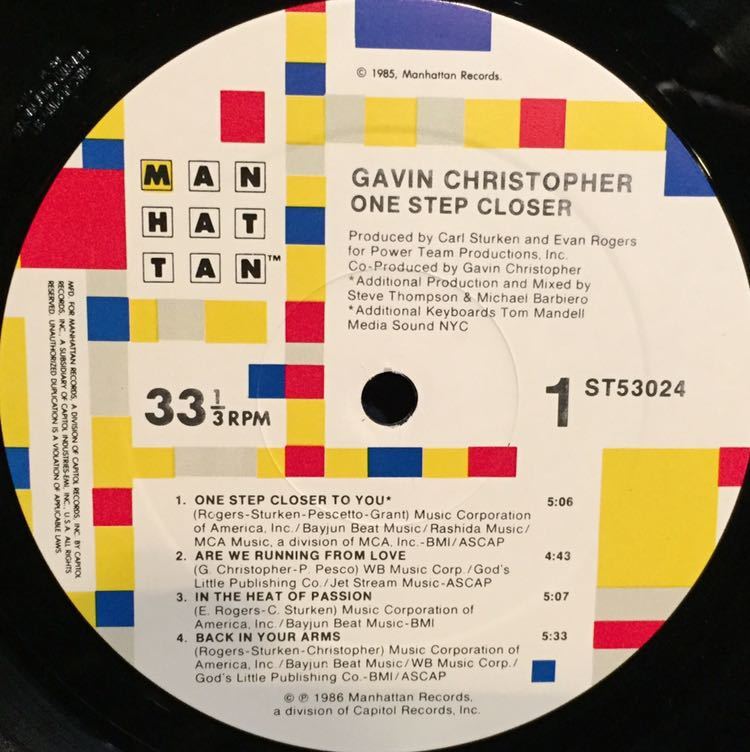 © 1985, Manhattan Records.
MAN
HAT
TAN™
GAVIN CHRISTOPHER
ONE STEP CLOSER
Produced by Carl Sturken and Evan Rogers
for Power Team Productions, Inc.
Co-Produced by Gavin Christopher
*Additional Production and Mixed by
Steve Thompson & Michael Barbiero
*Additional Keyboards Tom Mandell
Media Sound NYC
MFD. FOR MANHATTAN RECORDS, A DIVISION OF CAPITOL RECORDS, INC. BY CAPITOL
RECORDS, INC., A SUBSIDIARY OF CAPITOL INDUSTRIES-EMI, INC., U.S.A. ALL RIGHTS
RESERVED. UNAUTHORIZED DUPLICATION IS A VIOLATION OF APPLICABLE LAWS.
33 1/3 RPM
1 ST53024
1. ONE STEP CLOSER TO YOU* 5:06
(Rogers-Sturken-Pescetto-Grant) Music Corporation
of America, Inc./Bayjun Beat Music/Rashida Music/
MCA Music, a division of MCA, Inc.-BMI/ASCAP
2. ARE WE RUNNING FROM LOVE 4:43
(G. Christopher-P. Pesco) WB Music Corp./God's
Little Publishing Co./Jet Stream Music-ASCAP
3. IN THE HEAT OF PASSION 5:07
(E. Rogers-C. Sturken) Music Corporation of
America, Inc./Bayjun Beat Music-BMI
4. BACK IN YOUR ARMS 5:33
(Rogers-Sturken-Christopher) Music Corporation of
America, Inc./Bayjun Beat Music/WB Music Corp./
God's Little Publishing Co.-BMI/ASCAP
© ℗ 1986 Manhattan Records,
a division of Capitol Records, Inc.